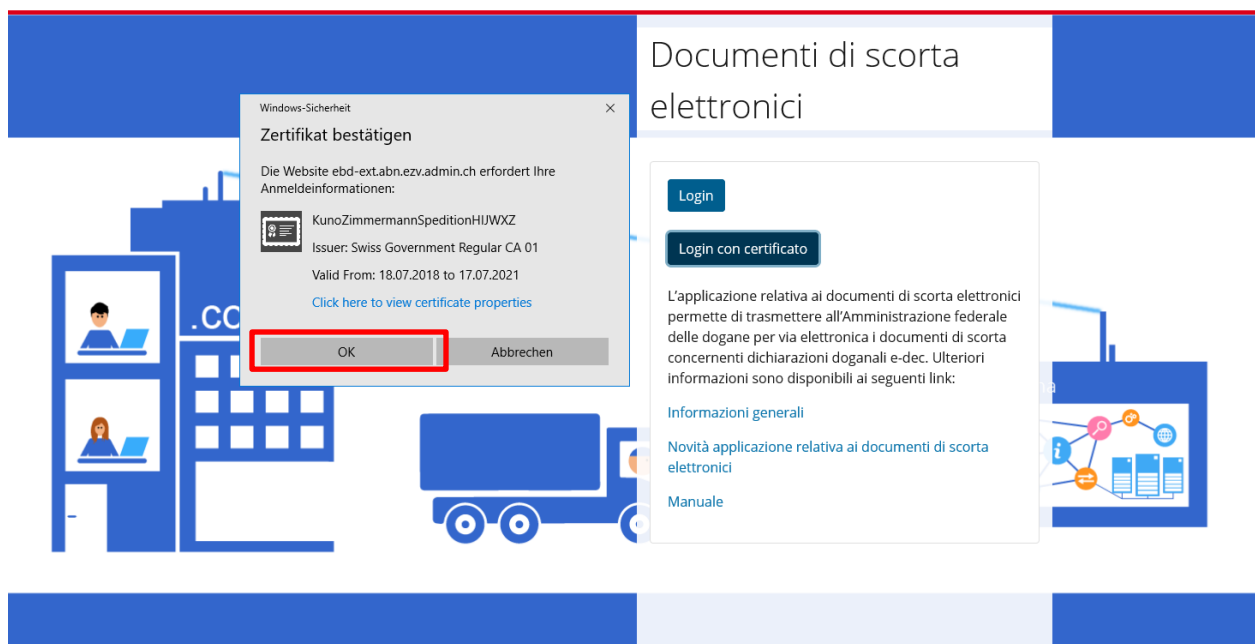 Documenti di scorta
elettronici
Windows-Sicherheit
Zertifikat bestätigen
Die Website ebd-ext.abn.ezv.admin.ch erfordert Ihre
Anmeldeinformationen:
KunoZimmermannSpeditionHIJWXZ
Issuer: Swiss Government Regular CA 01
Valid From: 18.07.2018 to 17.07.2021
Click here to view certificate properties
OK
Abbrechen
.CC
Login
Login con certificato
L'applicazione relativa ai documenti di scorta elettronici
permette di trasmettere all'Amministrazione federale
delle dogane per via elettronica i documenti di scorta
concernenti dichiarazioni doganali e-dec. Ulteriori
informazioni sono disponibili ai seguenti link:
Informazioni generali
Novità applicazione relativa ai documenti di scorta
elettronici
Manuale